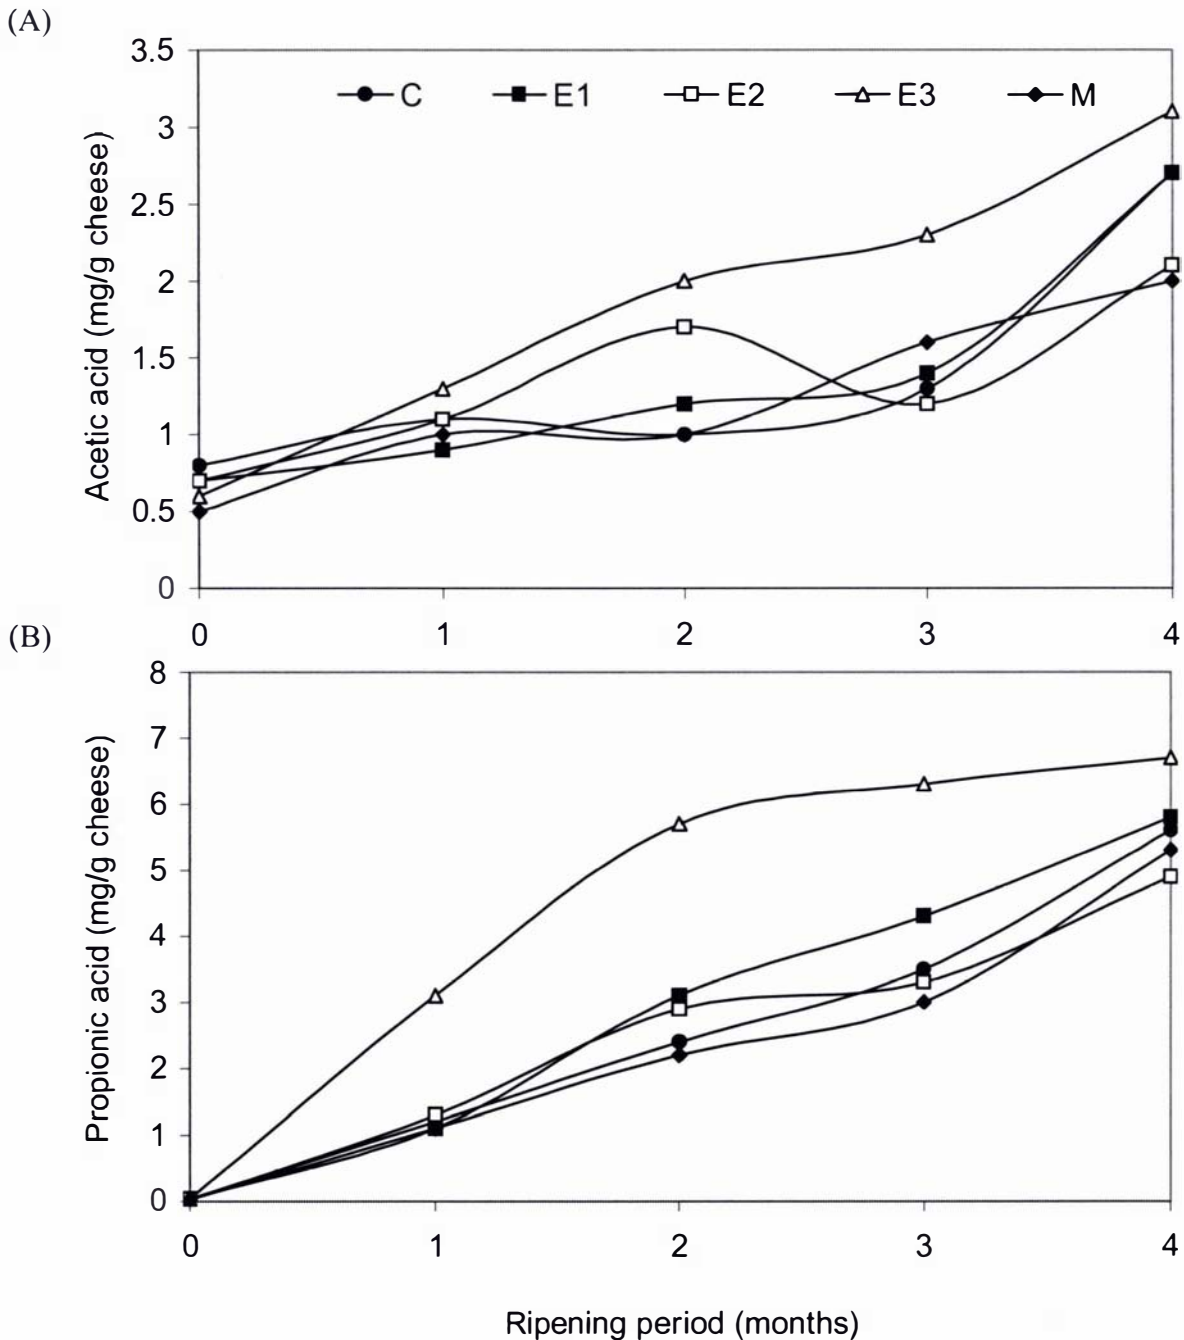 (A)
3.5
C E1 E2 E3 M
3
2.5
2
1.5
1
0.5
0
Acetic acid (mg/g cheese)
0 1 2 3 4
(B)
8
7
6
5
4
3
2
1
0
Propionic acid (mg/g cheese)
0 1 2 3 4
Ripening period (months)